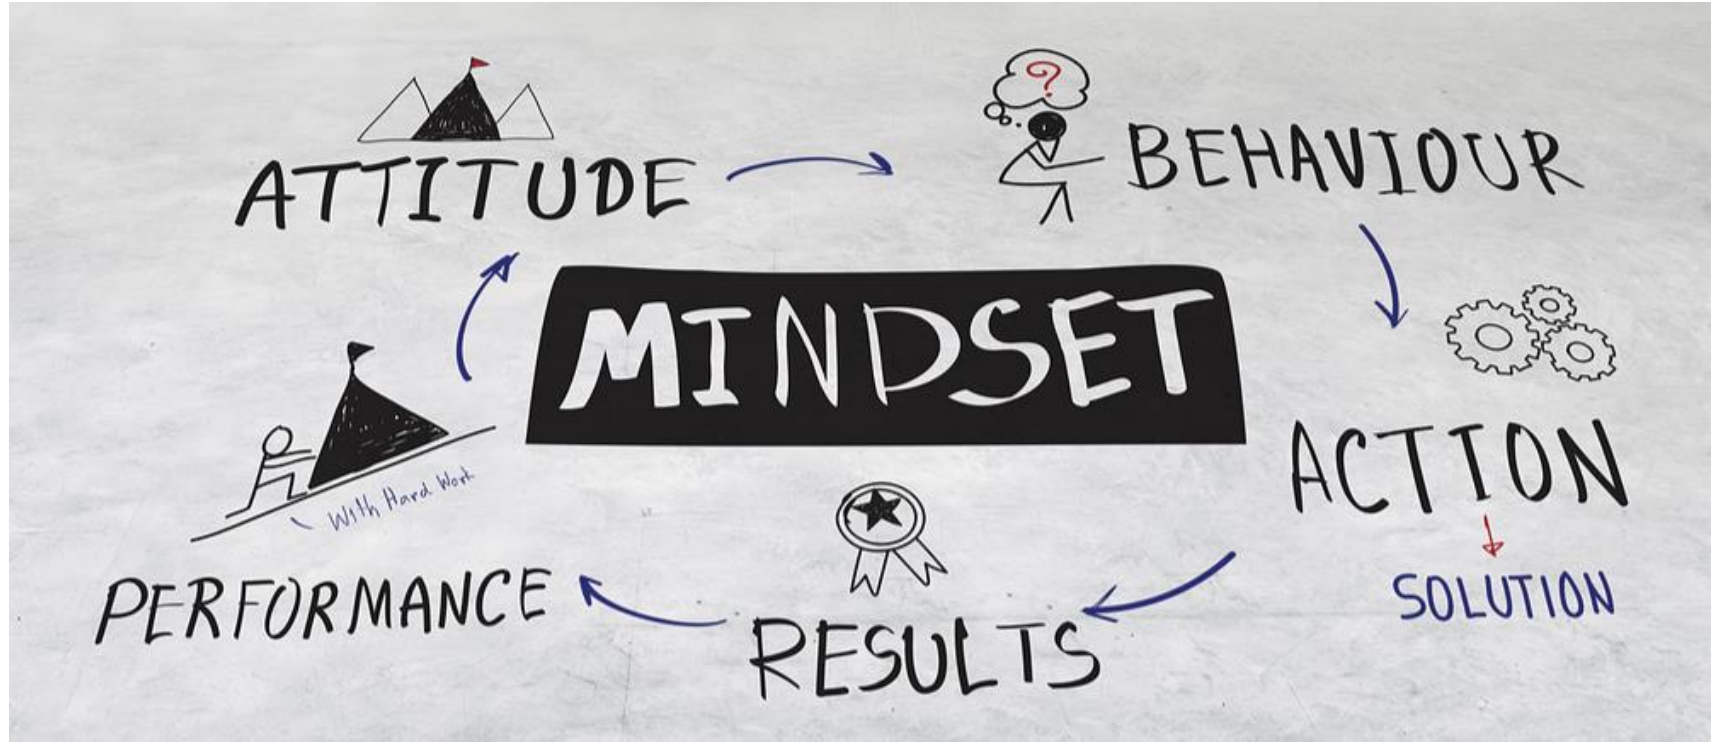 ATTITUDE
?
BEHAVIOUR
MINDSET
ACTION
SOLUTION
RESULTS
PERFORMANCE
With Hard Work